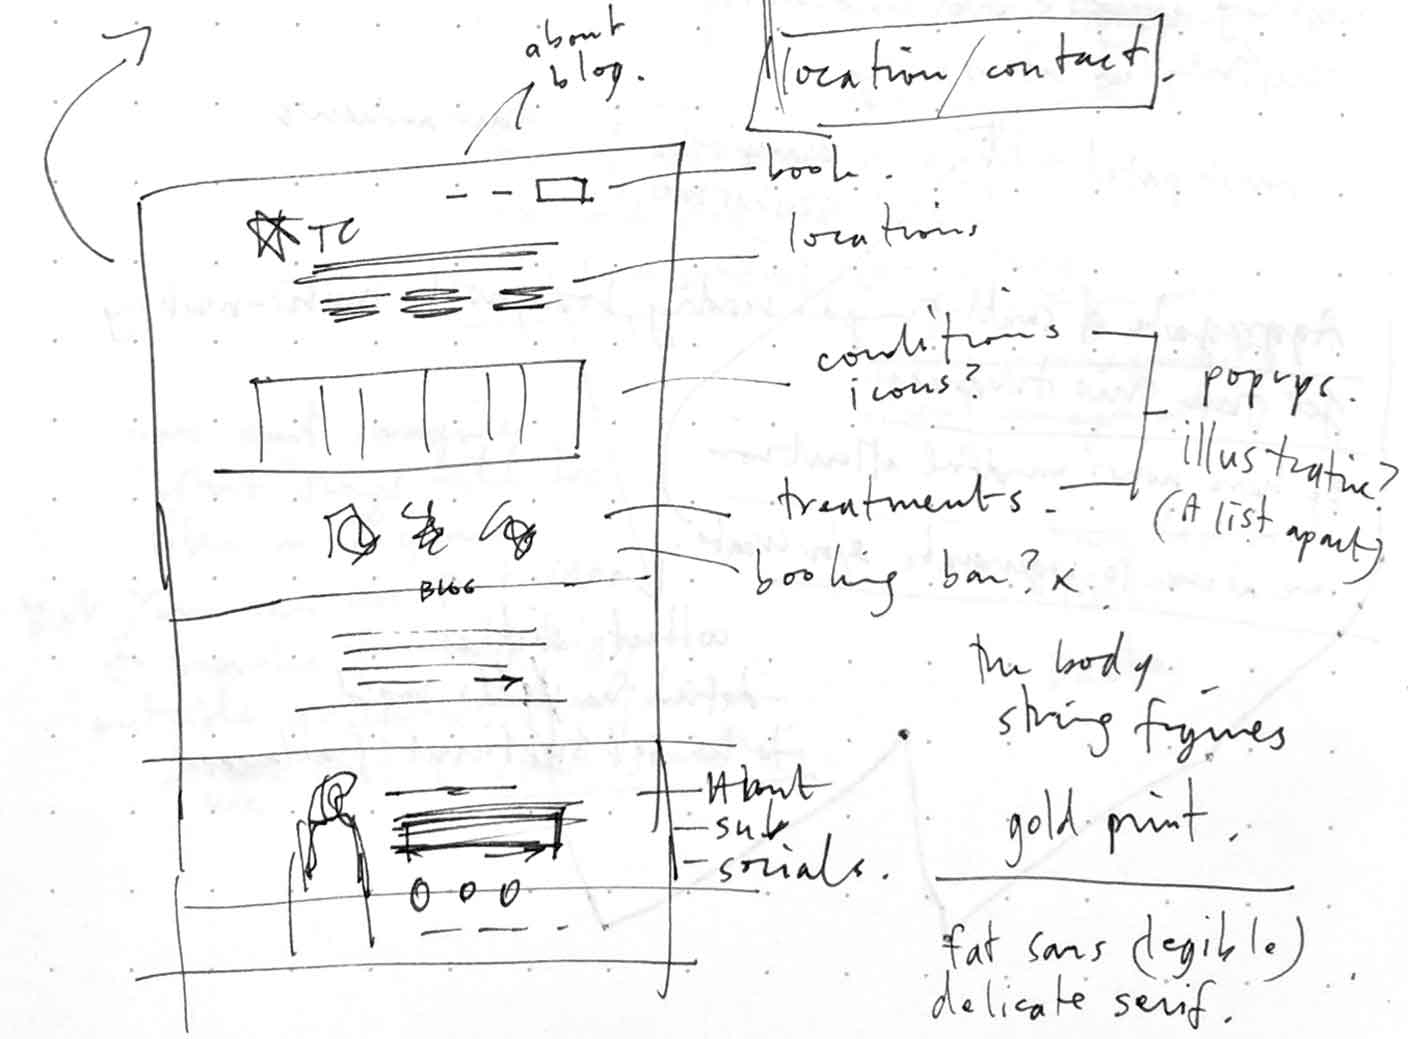 about
blog.
location/contact.
book.
locations
TC
conditions
icons?
popups.
illustrative?
(A list apart)
treatments.
booking bar? x
BLOG
the body
string figures
About
sub
socials.
gold print.
fat sans (legible)
delicate serif.